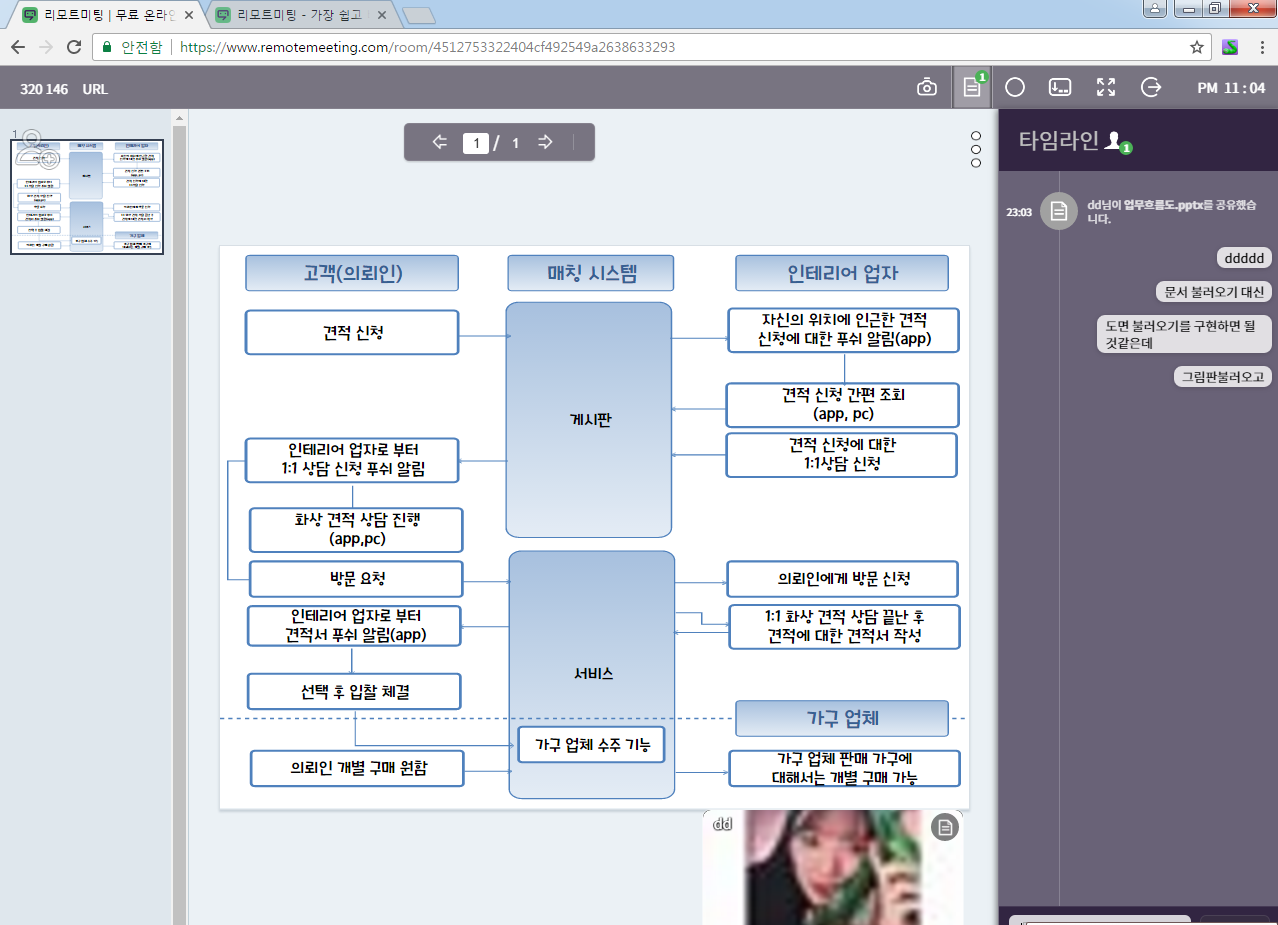 리모트미팅 | 무료 온라인
리모트미팅 - 가장 쉽고
안전함
https://www.remotemeeting.com/room/4512753322404cf492549a2638633293
320 146 URL
1
PM 11 : 04
1
1 / 1
타임라인
1
23:03
dd님이 업무흐름도.pptx를 공유했습
니다.
ddddd
문서 불러오기 대신
도면 불러오기를 구현하면 될
것같은데
그림판불러오고
고객(의뢰인)
매칭 시스템
인테리어 업자
견적 신청
자신의 위치에 인근한 견적
신청에 대한 푸쉬 알림(app)
게시판
견적 신청 간편 조회
(app, pc)
인테리어 업자로 부터
1:1 상담 신청 푸쉬 알림
견적 신청에 대한
1:1상담 신청
화상 견적 상담 진행
(app,pc)
방문 요청
의뢰인에게 방문 신청
인테리어 업자로 부터
견적서 푸쉬 알림(app)
1:1 화상 견적 상담 끝난 후
견적에 대한 견적서 작성
서비스
선택 후 입찰 체결
가구 업체
가구 업체 수주 기능
의뢰인 개별 구매 원함
가구 업체 판매 가구에
대해서는 개별 구매 가능
dd